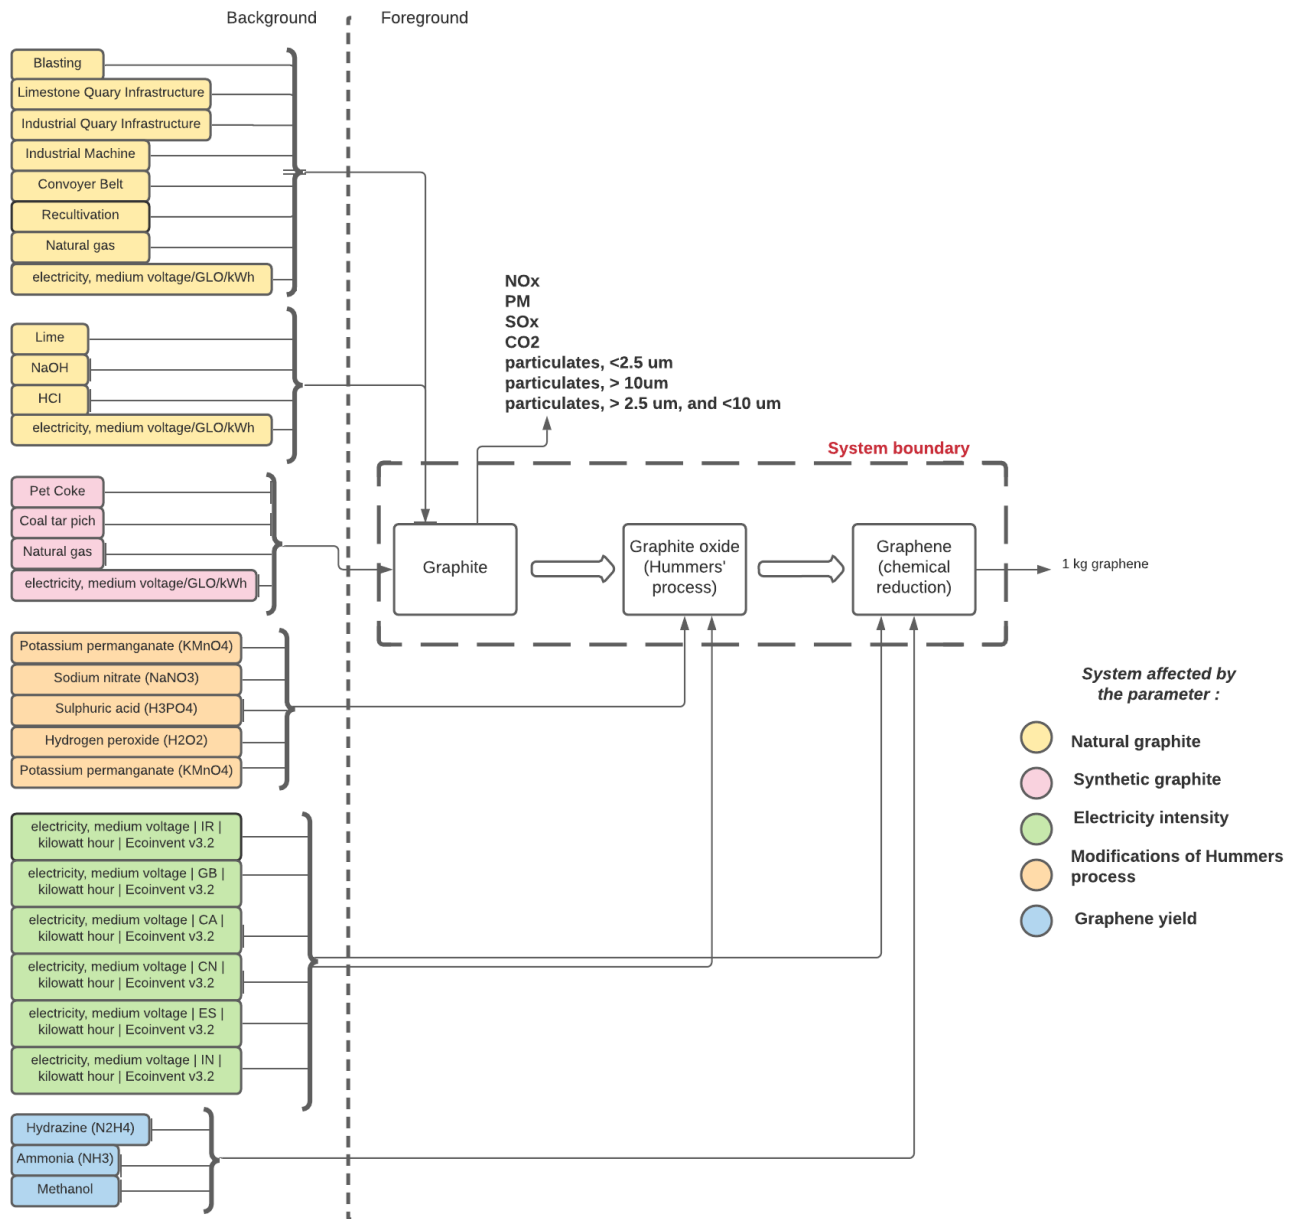 Background
Foreground
Blasting
Limestone Quary Infrastructure
Industrial Quary Infrastructure
Industrial Machine
Convoyer Belt
Recultivation
Natural gas
electricity, medium voltage/GLO/kWh
Lime
NaOH
HCl
electricity, medium voltage/GLO/kWh
Pet Coke
Coal tar pich
Natural gas
electricity, medium voltage/GLO/kWh
Potassium permanganate (KMnO4)
Sodium nitrate (NaNO3)
Sulphuric acid (H3PO4)
Hydrogen peroxide (H2O2)
Potassium permanganate (KMnO4)
electricity, medium voltage | IR |
kilowatt hour | Ecoinvent v3.2
electricity, medium voltage | GB |
kilowatt hour | Ecoinvent v3.2
electricity, medium voltage | CA |
kilowatt hour | Ecoinvent v3.2
electricity, medium voltage | CN |
kilowatt hour | Ecoinvent v3.2
electricity, medium voltage | ES |
kilowatt hour | Ecoinvent v3.2
electricity, medium voltage | IN |
kilowatt hour | Ecoinvent v3.2
Hydrazine (N2H4)
Ammonia (NH3)
Methanol
NOx
PM
SOx
CO2
particulates, <2.5 um
particulates, > 10um
particulates, > 2.5 um, and <10 um
System boundary
Graphite
Graphite oxide
(Hummers'
process)
Graphene
(chemical
reduction)
1 kg graphene
System affected by
the parameter :
Natural graphite
Synthetic graphite
Electricity intensity
Modifications of Hummers
process
Graphene yield